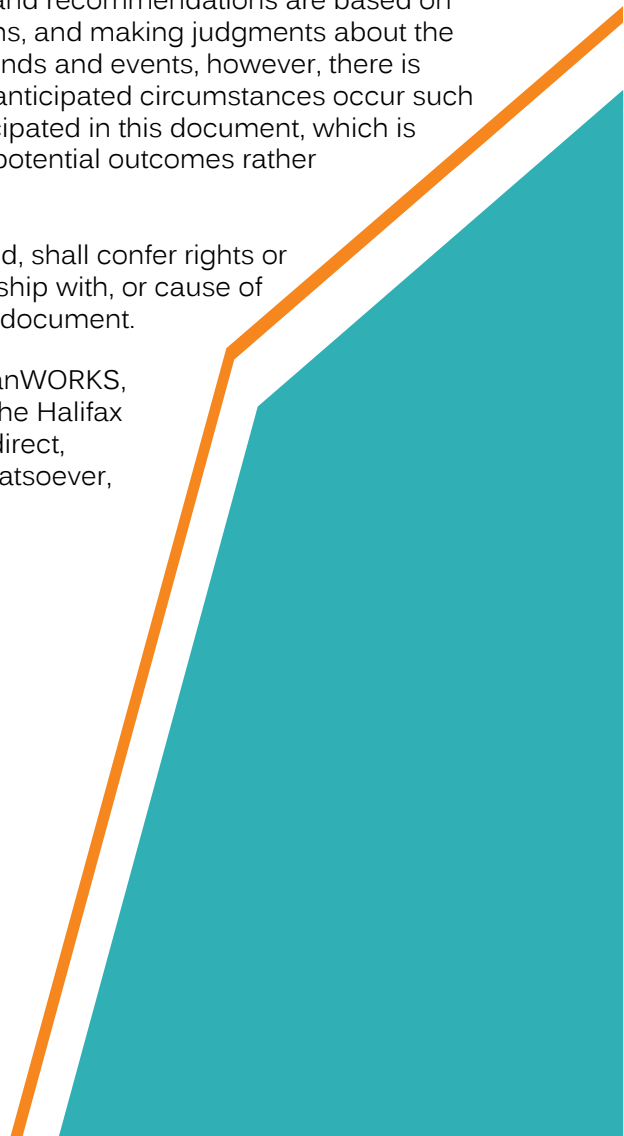 and recommendations are based on
ns, and making judgments about the
nds and events, however, there is
anticipated circumstances occur such
cipated in this document, which is
potential outcomes rather
d, shall confer rights or
ship with, or cause of
document.
anWORKS,
he Halifax
direct,
atsoever,